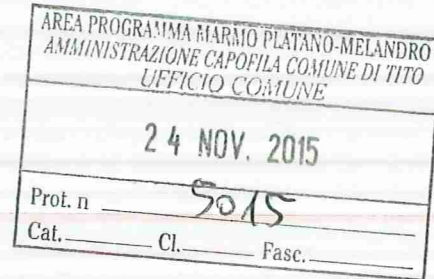 AREA PROGRAMMA MARMO PLATANO-MELANDRO
AMMINISTRAZIONE CAPOFILA COMUNE DI TITO
UFFICIO COMUNE
24 NOV. 2015
Prot. n 5015
Cat. Cl. Fasc.